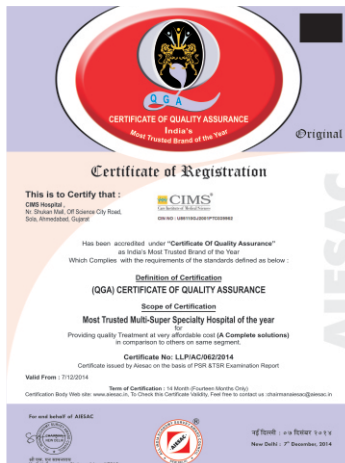 QGA
CERTIFICATE OF QUALITY ASSURANCE
India's
Most Trusted Brand of the Year
Original
Certificate of Registration
This is to Certify that :
CIMS Hospital ,
Nr. Shukan Mall, Off Science City Road,
Sola, Ahmedabad, Gujarat
CIMS
Care Institute of Medical Sciences
Has been accredited under "Certificate Of Quality Assurance"
as India's Most Trusted Brand of the Year
Which Complies with the requirements of the standards defined as below :
Definition of Certification
(QGA) CERTIFICATE OF QUALITY ASSURANCE
Scope of Certification
Most Trusted Multi-Super Specialty Hospital of the year
for
Providing quality Treatment at very affordable cost (A Complete solutions)
in comparison to others on same segment.
Certificate No: LLP/AC/062/2014
Certificate issued by Aiesac on the basis of PSR &TSR Examination Report
Valid From : 7/12/2014
Term of Certification : 14 Month (Fourteen Months Only)
Certification Body Web site: www.aiesac.in, To Check this Certificate Validity, Feel free to contact us :chairmanaiesac@aiesac.in
AIESAC
For and behalf of AIESAC
AIESAC
नई दिल्ली : ०७ दिसंबर २०१४
New Delhi : 7th December, 2014